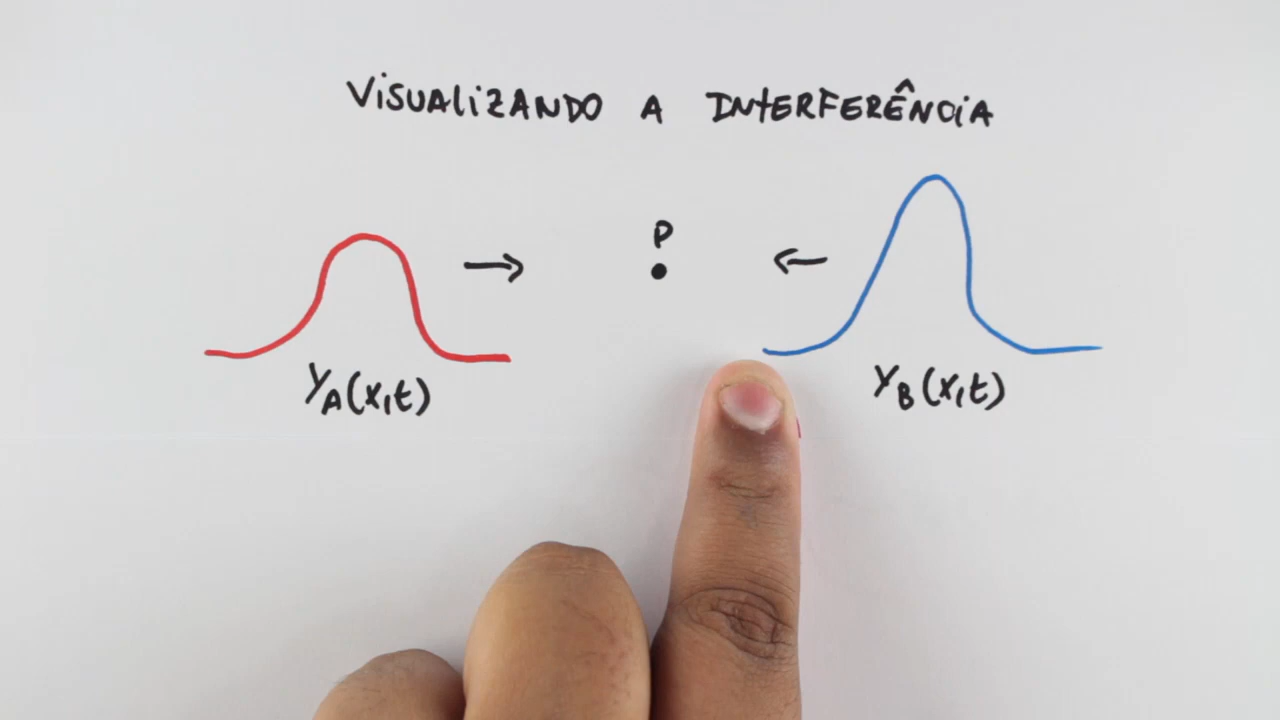 VISUALIZANDO A INTERFERÊNCIA
P
YA(x,t)
YB(x,t)